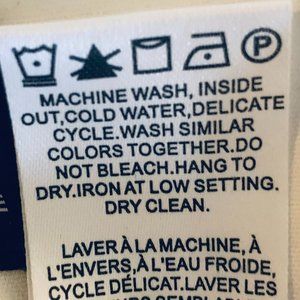 P
MACHINE WASH, INSIDE
OUT,COLD WATER,DELICATE
CYCLE.WASH SIMILAR
COLORS TOGETHER.DO
NOT BLEACH.HANG TO
DRY.IRON AT LOW SETTING.
DRY CLEAN.
LAVER À LA MACHINE, À
L'ENVERS,À L'EAU FROIDE,
CYCLE DÉLICAT.LAVER LES